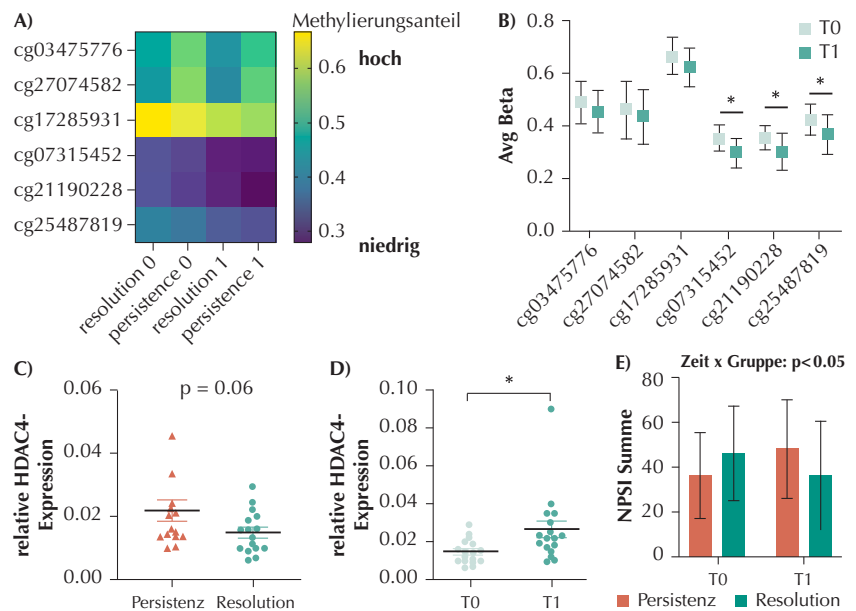 A)
Methylierungsanteil
cg03475776
cg27074582
cg17285931
cg07315452
cg21190228
cg25487819
0.6
0.5
0.4
0.3
hoch
niedrig
resolution 0
persistence 0
resolution 1
persistence 1
B)
T0
T1
Avg Beta
0.8
0.6
0.4
0.2
0.0
* * *
cg03475776
cg27074582
cg17285931
cg07315452
cg21190228
cg25487819
C)
p = 0.06
relative HDAC4-
Expression
0.06
0.04
0.02
0.00
Persistenz Resolution
D)
*
relative HDAC4-
Expression
0.10
0.08
0.06
0.04
0.02
0.00
T0 T1
E)
Zeit x Gruppe: p<0.05
NPSI Summe
80
60
40
20
0
T0 T1
Persistenz Resolution